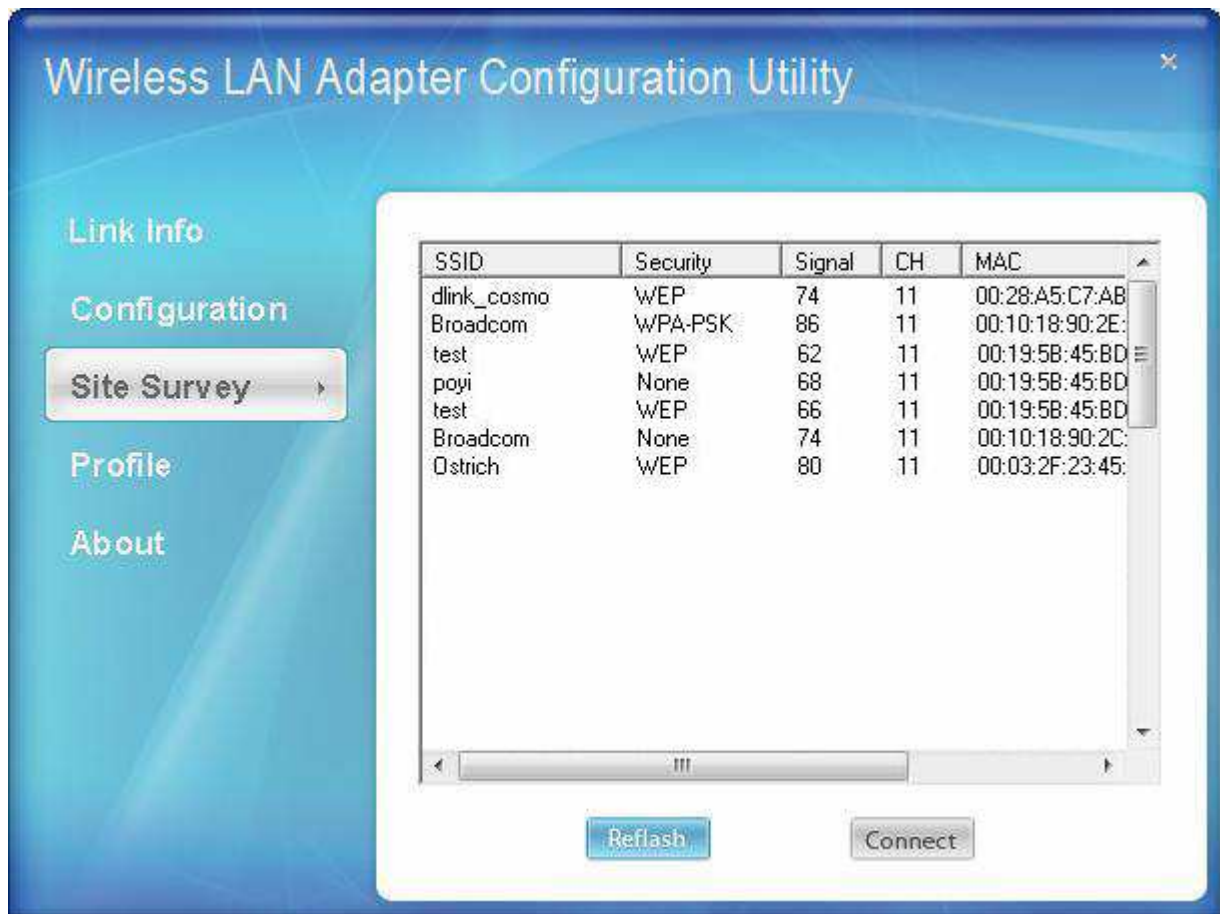 Wireless LAN Adapter Configuration Utility
Link Info
Configuration
Site Survey
Profile
About
SSID Security Signal CH MAC
dlink_cosmo WEP 74 11 00:28:A5:C7:AB
Broadcom WPA-PSK 86 11 00:10:18:90:2E:
test WEP 62 11 00:19:5B:45:BD
poyi None 68 11 00:19:5B:45:BD
test WEP 66 11 00:19:5B:45:BD
Broadcom None 74 11 00:10:18:90:2C:
Ostrich WEP 80 11 00:03:2F:23:45:
Reflash Connect